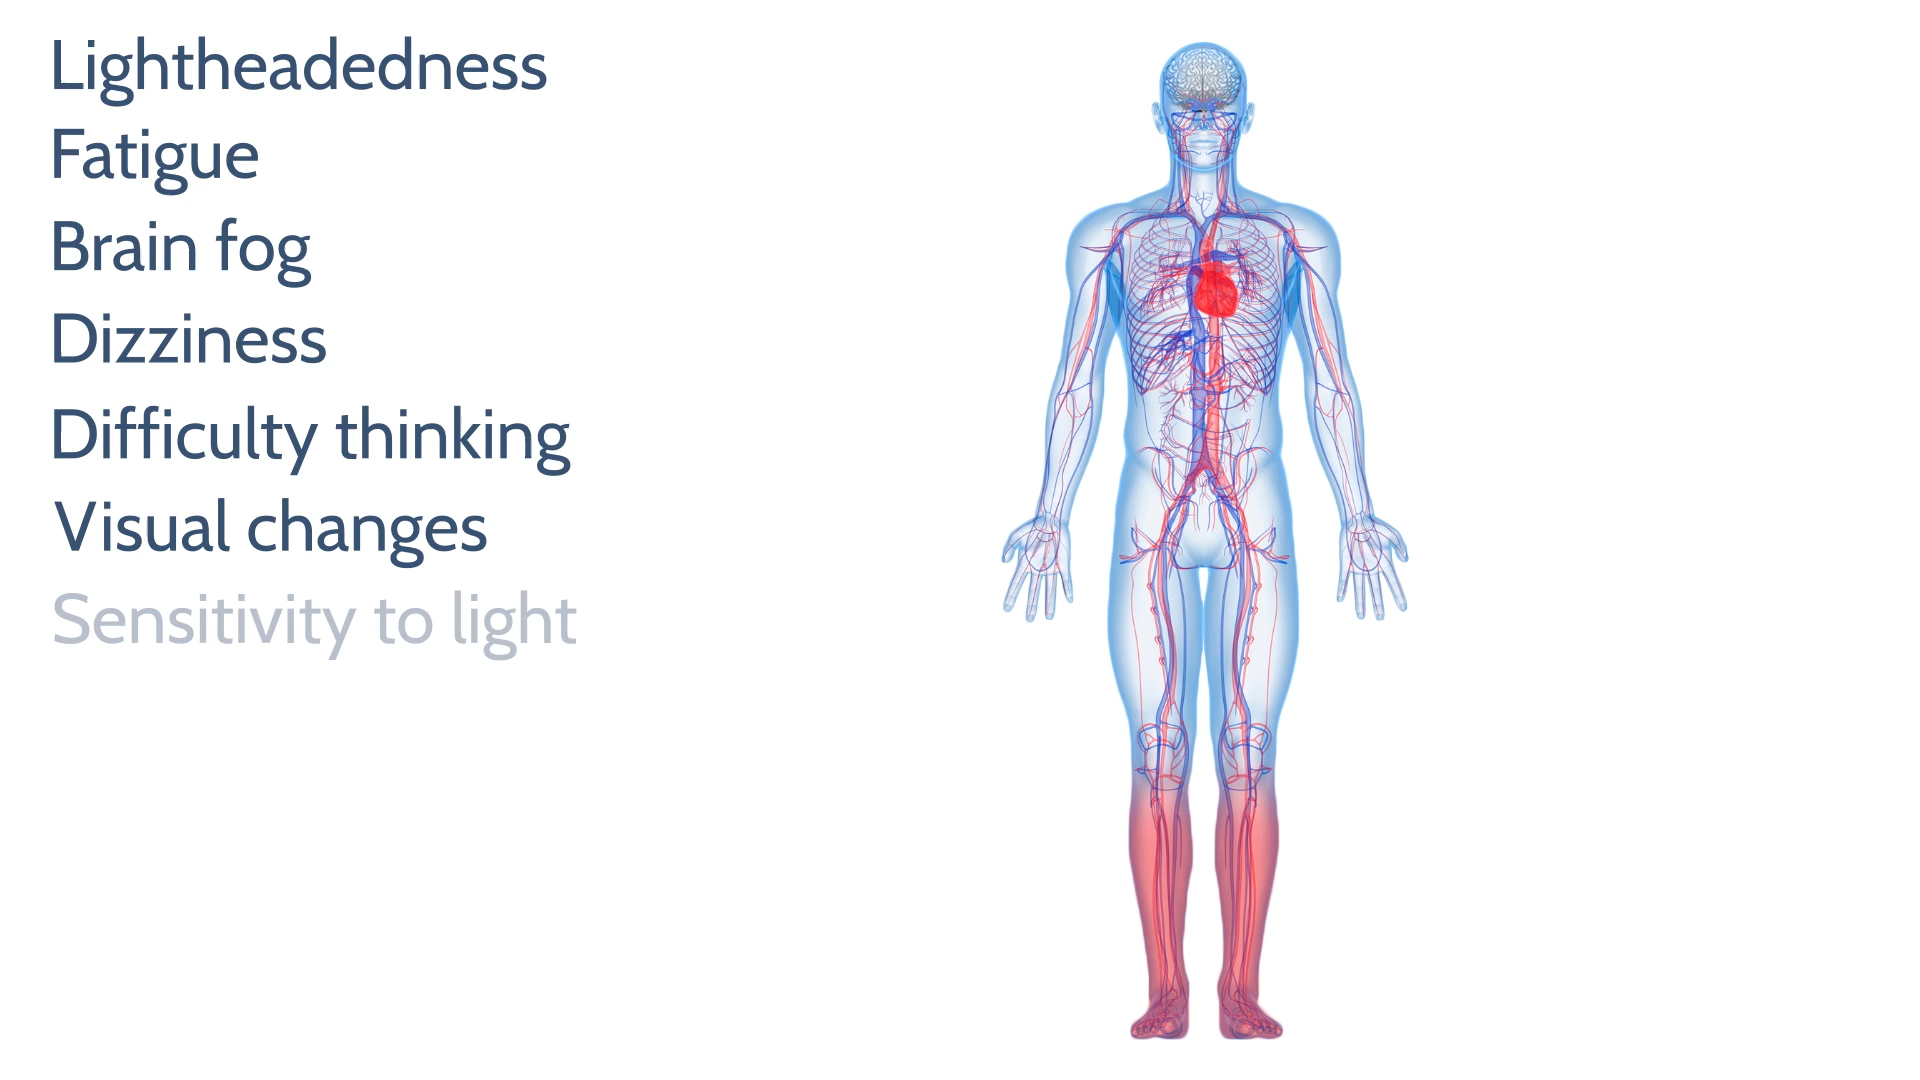 Lightheadedness
Fatigue
Brain fog
Dizziness
Difficulty thinking
Visual changes
Sensitivity to light